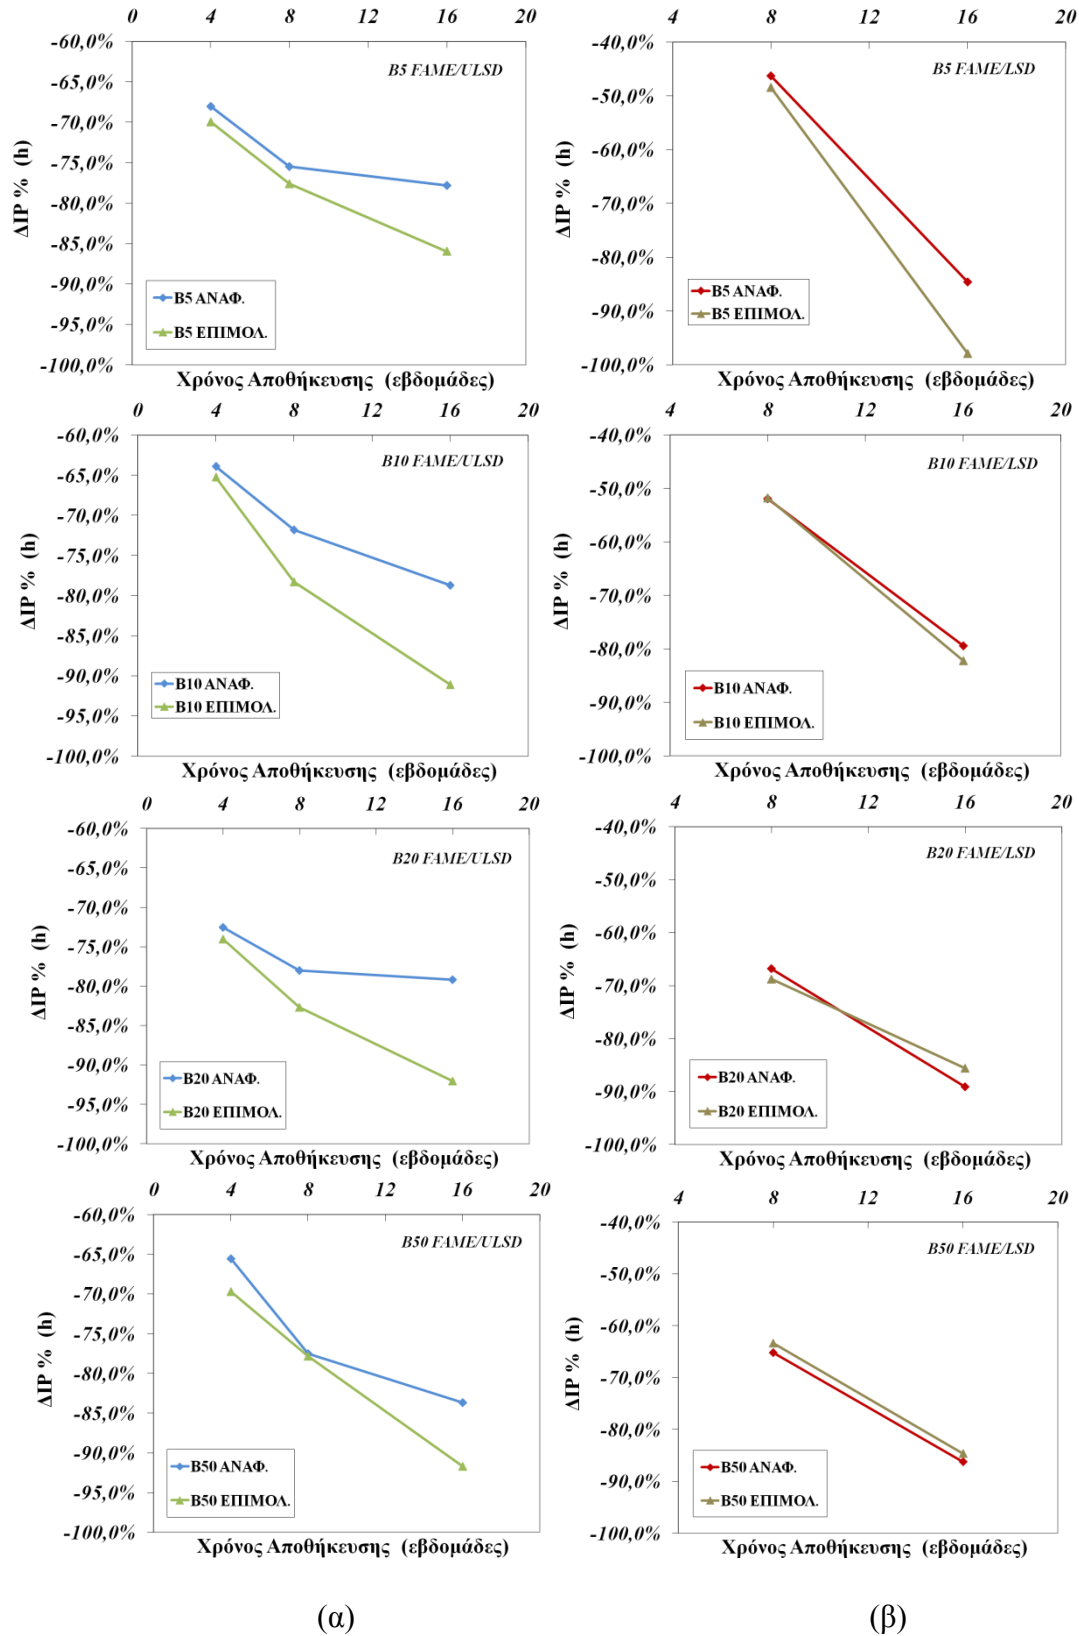 0 4 8 12 16 20
-60,0%
-65,0%
-70,0%
-75,0%
-80,0%
-85,0%
-90,0%
-95,0%
-100,0%
ΔIP % (h)
B5 FAME/ULSD
B5 ΑΝΑΦ.
B5 ΕΠΙΜΟΛ.
Χρόνος Αποθήκευσης (εβδομάδες)
4 8 12 16 20
-40,0%
-50,0%
-60,0%
-70,0%
-80,0%
-90,0%
-100,0%
ΔIP % (h)
B5 FAME/LSD
B5 ΑΝΑΦ.
B5 ΕΠΙΜΟΛ.
Χρόνος Αποθήκευσης (εβδομάδες)
0 4 8 12 16 20
-60,0%
-65,0%
-70,0%
-75,0%
-80,0%
-85,0%
-90,0%
-95,0%
-100,0%
ΔIP % (h)
B10 FAME/ULSD
B10 ΑΝΑΦ.
B10 ΕΠΙΜΟΛ.
Χρόνος Αποθήκευσης (εβδομάδες)
4 8 12 16 20
-40,0%
-50,0%
-60,0%
-70,0%
-80,0%
-90,0%
-100,0%
ΔIP % (h)
B10 FAME/LSD
B10 ΑΝΑΦ.
B10 ΕΠΙΜΟΛ.
Χρόνος Αποθήκευσης (εβδομάδες)
0 4 8 12 16 20
-60,0%
-65,0%
-70,0%
-75,0%
-80,0%
-85,0%
-90,0%
-95,0%
-100,0%
ΔIP % (h)
B20 FAME/ULSD
B20 ΑΝΑΦ.
B20 ΕΠΙΜΟΛ.
Χρόνος Αποθήκευσης (εβδομάδες)
4 8 12 16 20
-40,0%
-50,0%
-60,0%
-70,0%
-80,0%
-90,0%
-100,0%
ΔIP % (h)
B20 FAME/LSD
B20 ΑΝΑΦ.
B20 ΕΠΙΜΟΛ.
Χρόνος Αποθήκευσης (εβδομάδες)
0 4 8 12 16 20
-60,0%
-65,0%
-70,0%
-75,0%
-80,0%
-85,0%
-90,0%
-95,0%
-100,0%
ΔIP % (h)
B50 FAME/ULSD
B50 ΑΝΑΦ.
B50 ΕΠΙΜΟΛ.
Χρόνος Αποθήκευσης (εβδομάδες)
4 8 12 16 20
-40,0%
-50,0%
-60,0%
-70,0%
-80,0%
-90,0%
-100,0%
ΔIP % (h)
B50 FAME/LSD
B50 ΑΝΑΦ.
B50 ΕΠΙΜΟΛ.
Χρόνος Αποθήκευσης (εβδομάδες)
(α)
(β)